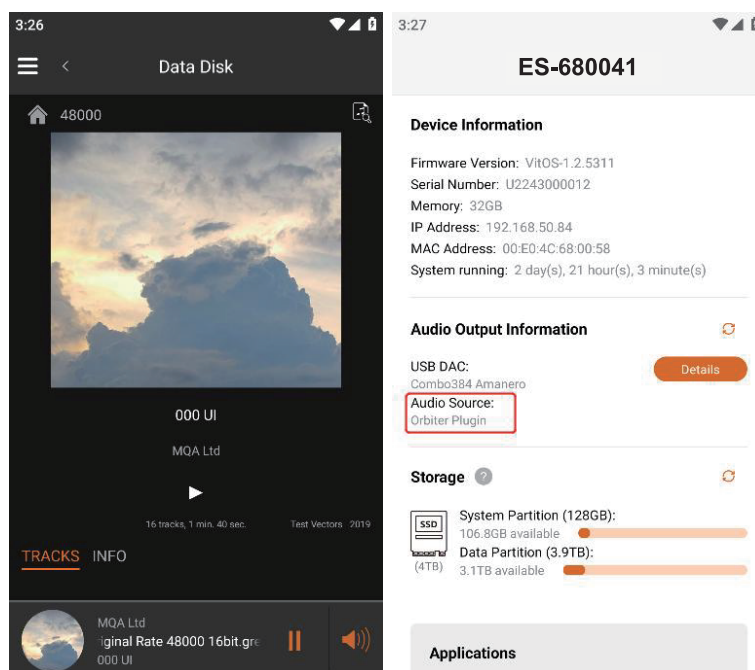 3:26
Data Disk
48000
000 UI
MQA Ltd
16 tracks, 1 min. 40 sec.
Test Vectors 2019
TRACKS INFO
MQA Ltd
iginal Rate 48000 16bit.gre
000 UI
3:27
ES-680041
Device Information
Firmware Version: VitOS-1.2.5311
Serial Number: U2243000012
Memory: 32GB
IP Address: 192.168.50.84
MAC Address: 00:E0:4C:68:00:58
System running: 2 day(s), 21 hour(s), 3 minute(s)
Audio Output Information
USB DAC:
Details
Combo384 Amanero
Audio Source:
Orbiter Plugin
Storage ?
SSD
(4TB)
System Partition (128GB):
106.8GB available
Data Partition (3.9TB):
3.1TB available
Applications